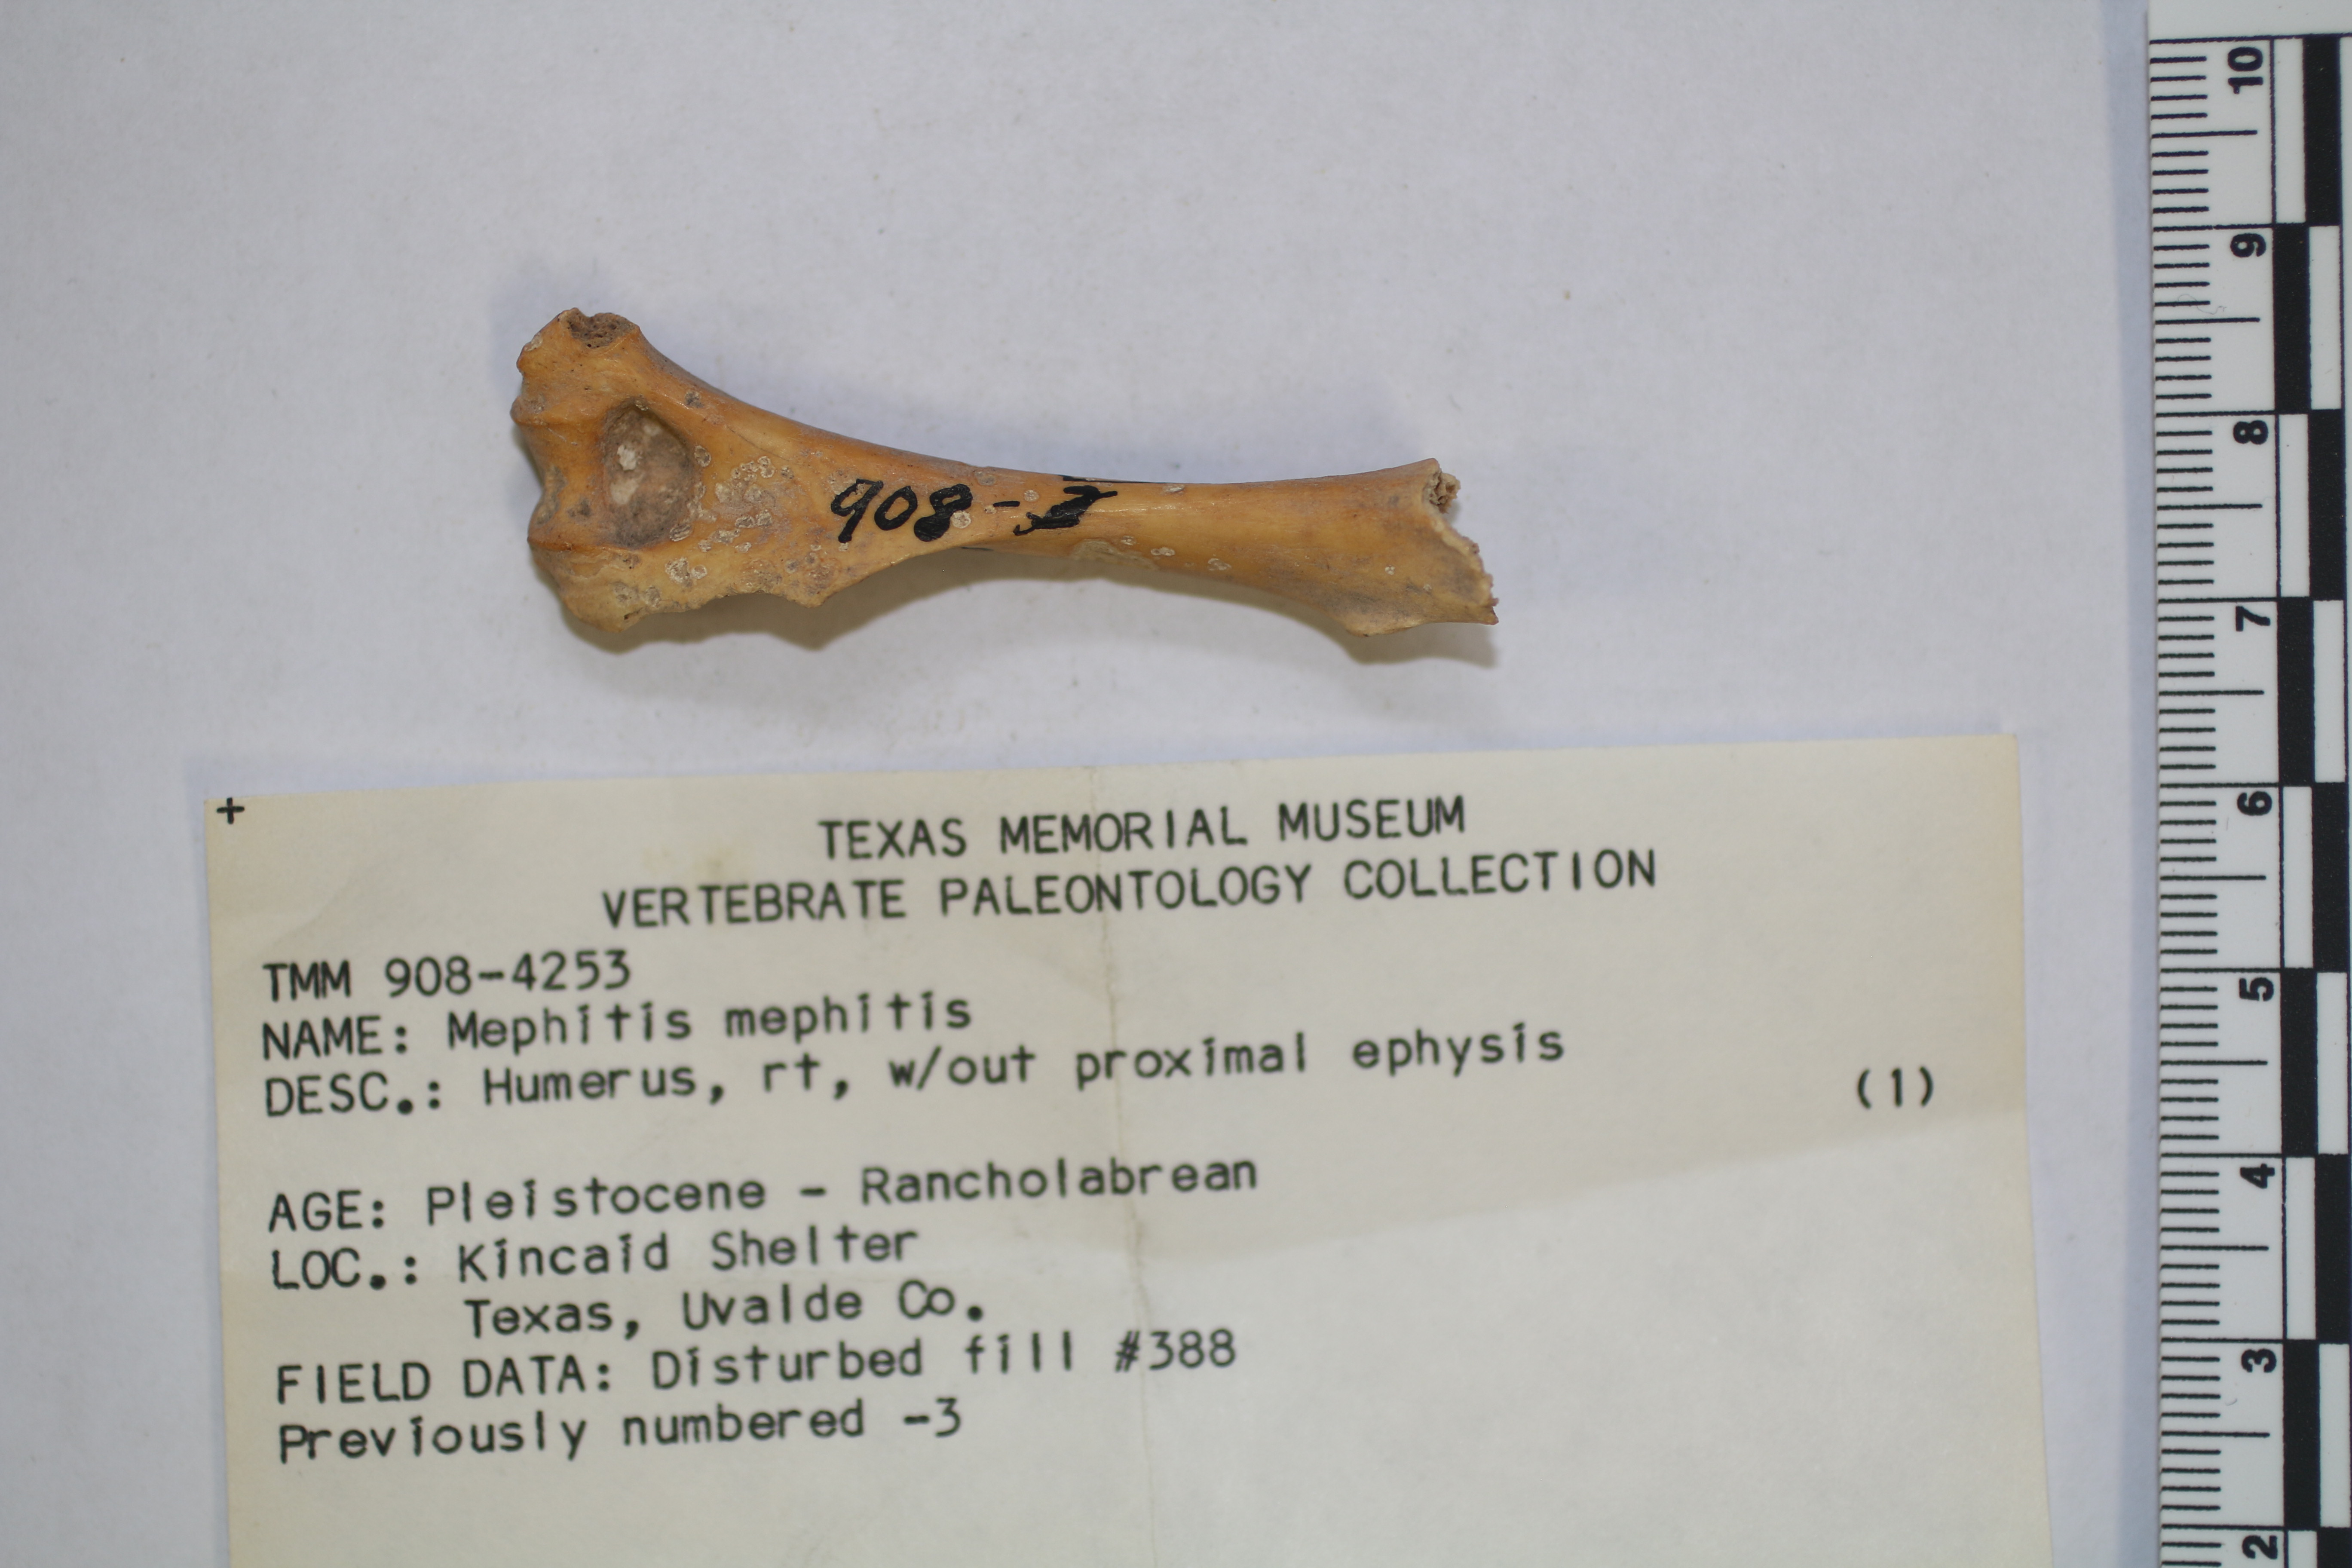 908-
+
TEXAS MEMORIAL MUSEUM
VERTEBRATE PALEONTOLOGY COLLECTION
TMM 908-4253
NAME: Mephitis mephitis
DESC.: Humerus, rt, w/out proximal ephysis
(1)
AGE: Pleistocene - Rancholabrean
LOC.: Kincaid Shelter
Texas, Uvalde Co.
FIELD DATA: Disturbed fill #388
Previously numbered -3
10
9
8
7
6
5
4
3
2